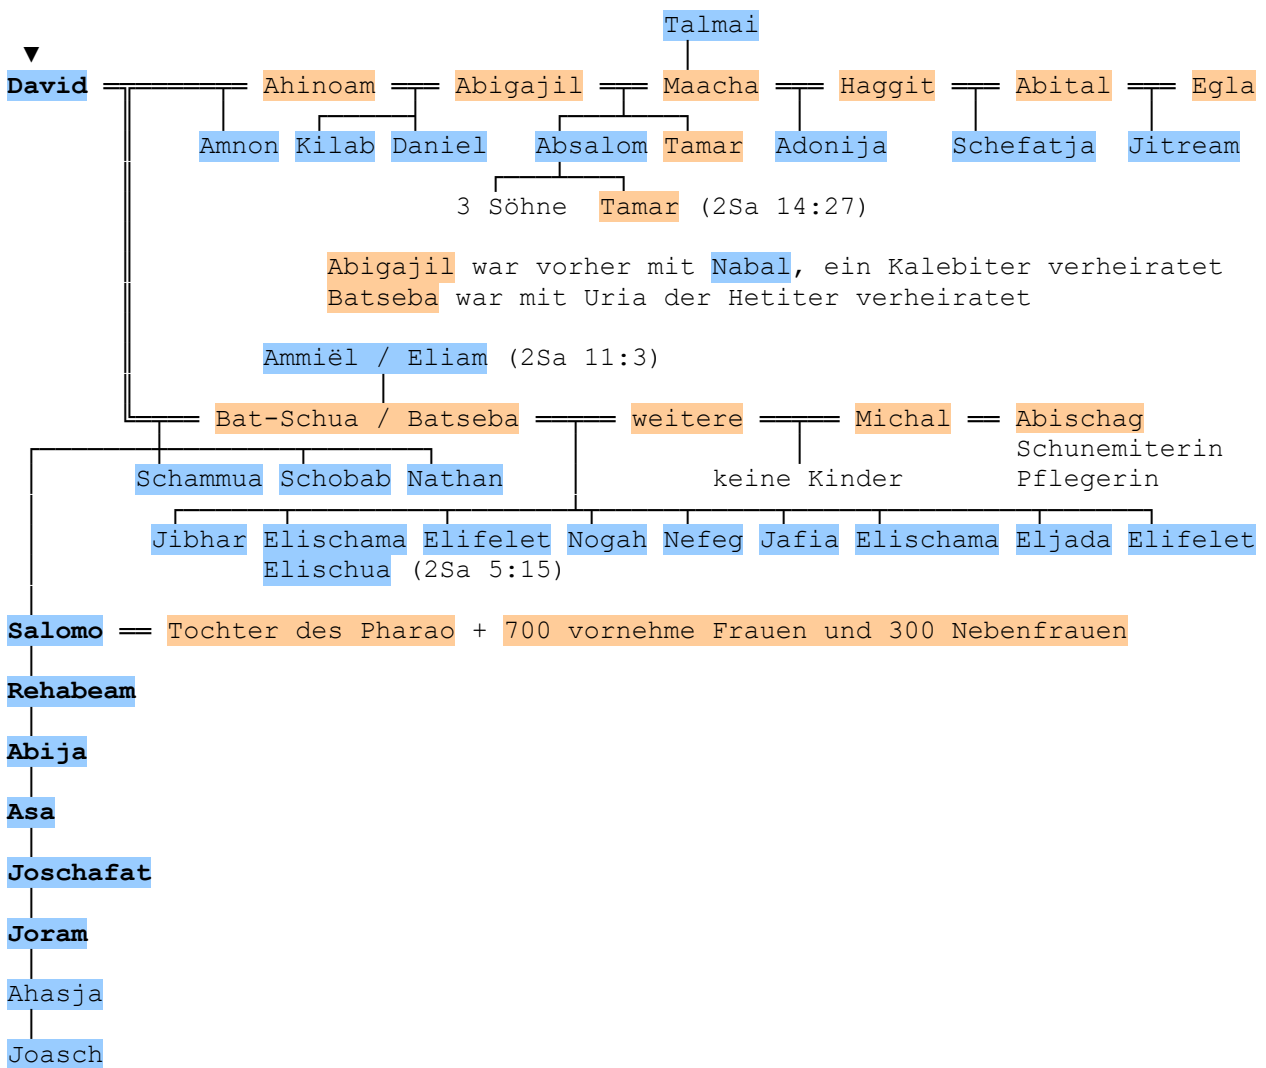 Talmai
▼
David Ahinoam Abigajil Maacha Haggit Abital Egla
Amnon Kilab Daniel Absalom Tamar Adonija Schefatja Jitream
3 Söhne Tamar (2Sa 14:27)
Abigajil war vorher mit Nabal, ein Kalebiter verheiratet
Batseba war mit Uria der Hetiter verheiratet
Ammiël / Eliam (2Sa 11:3)
Bat-Schua / Batseba weitere Michal Abischag
Schunemiterin
Schammua Schobab Nathan keine Kinder Pflegerin
Jibhar Elischama Elifelet Nogah Nefeg Jafia Elischama Eljada Elifelet
Elischua (2Sa 5:15)
Salomo == Tochter des Pharao + 700 vornehme Frauen und 300 Nebenfrauen
Rehabeam
Abija
Asa
Joschafat
Joram
Ahasja
Joasch